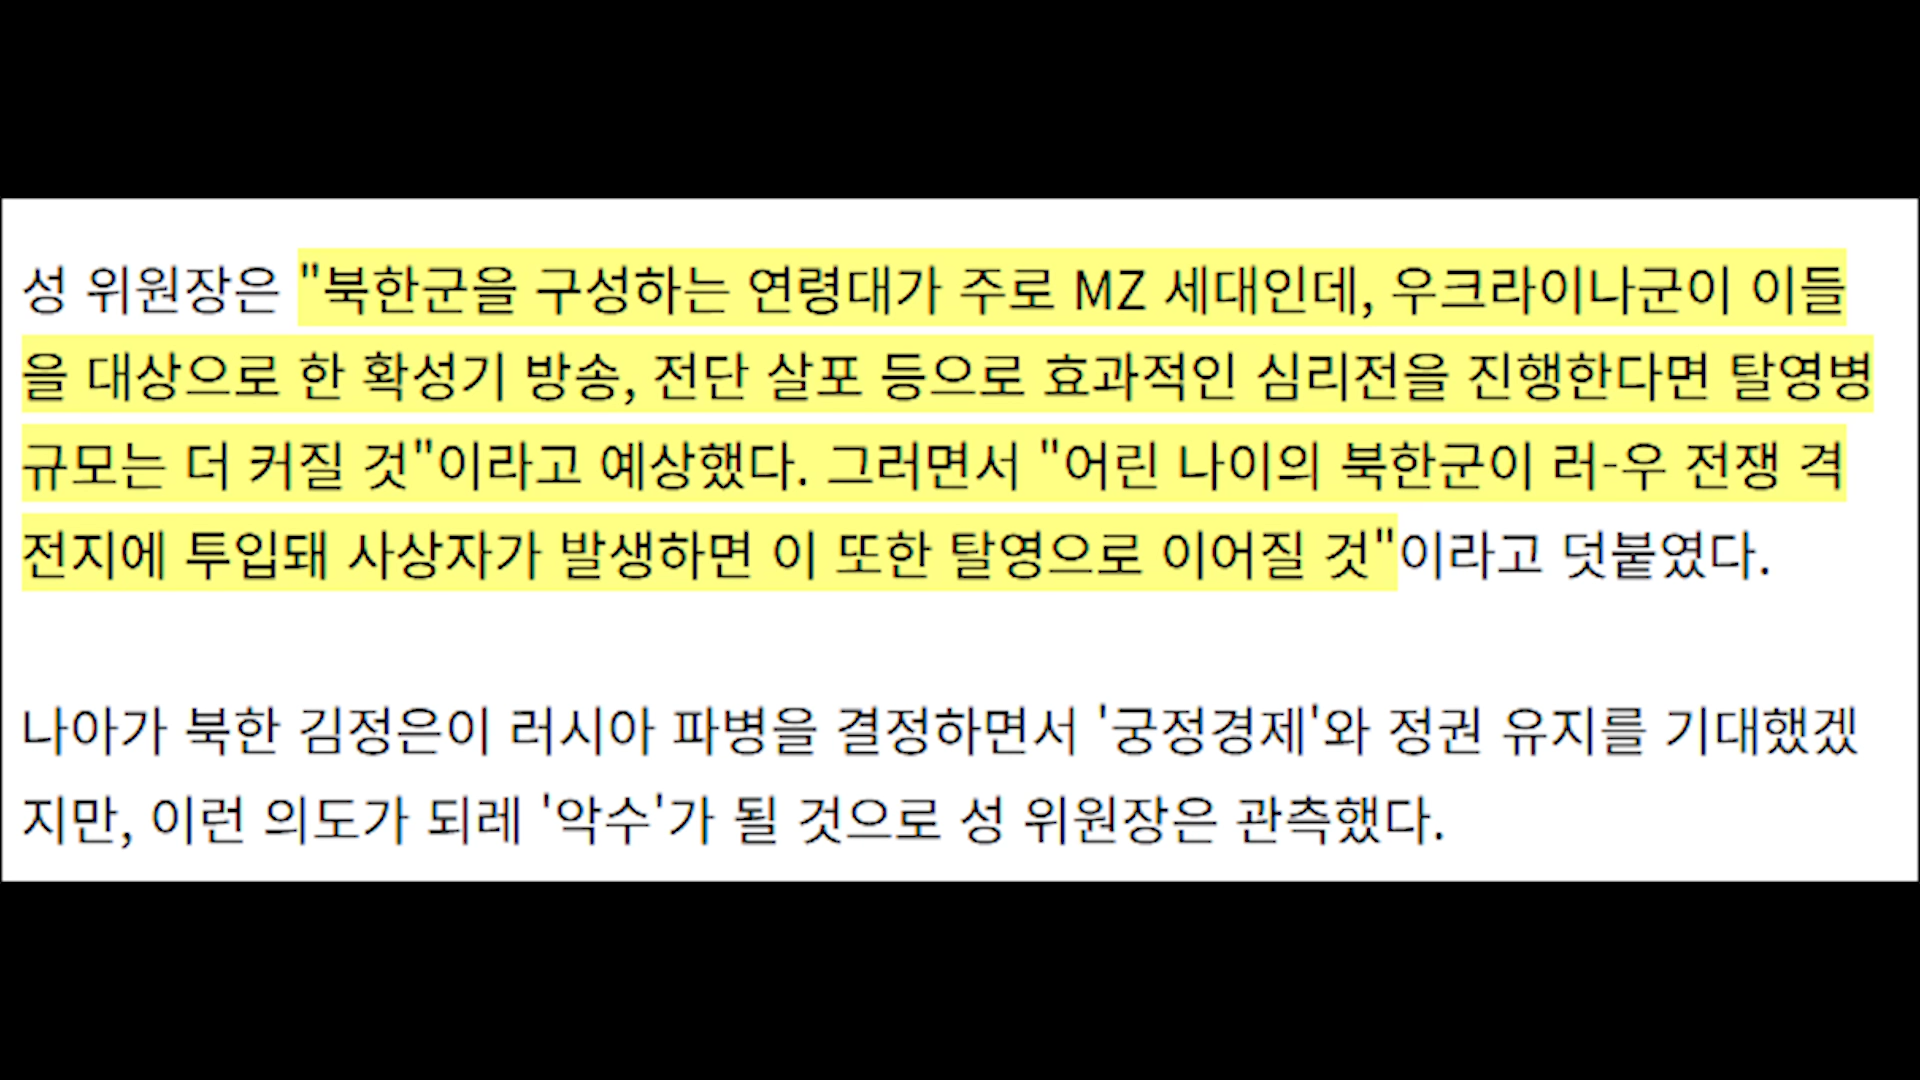 성 위원장은 "북한군을 구성하는 연령대가 주로 MZ 세대인데, 우크라이나군이 이들
을 대상으로 한 확성기 방송, 전단 살포 등으로 효과적인 심리전을 진행한다면 탈영병
규모는 더 커질 것"이라고 예상했다. 그러면서 "어린 나이의 북한군이 러-우 전쟁 격
전지에 투입돼 사상자가 발생하면 이 또한 탈영으로 이어질 것"이라고 덧붙였다.
나아가 북한 김정은이 러시아 파병을 결정하면서 '궁정경제'와 정권 유지를 기대했겠
지만, 이런 의도가 되레 '악수'가 될 것으로 성 위원장은 관측했다.